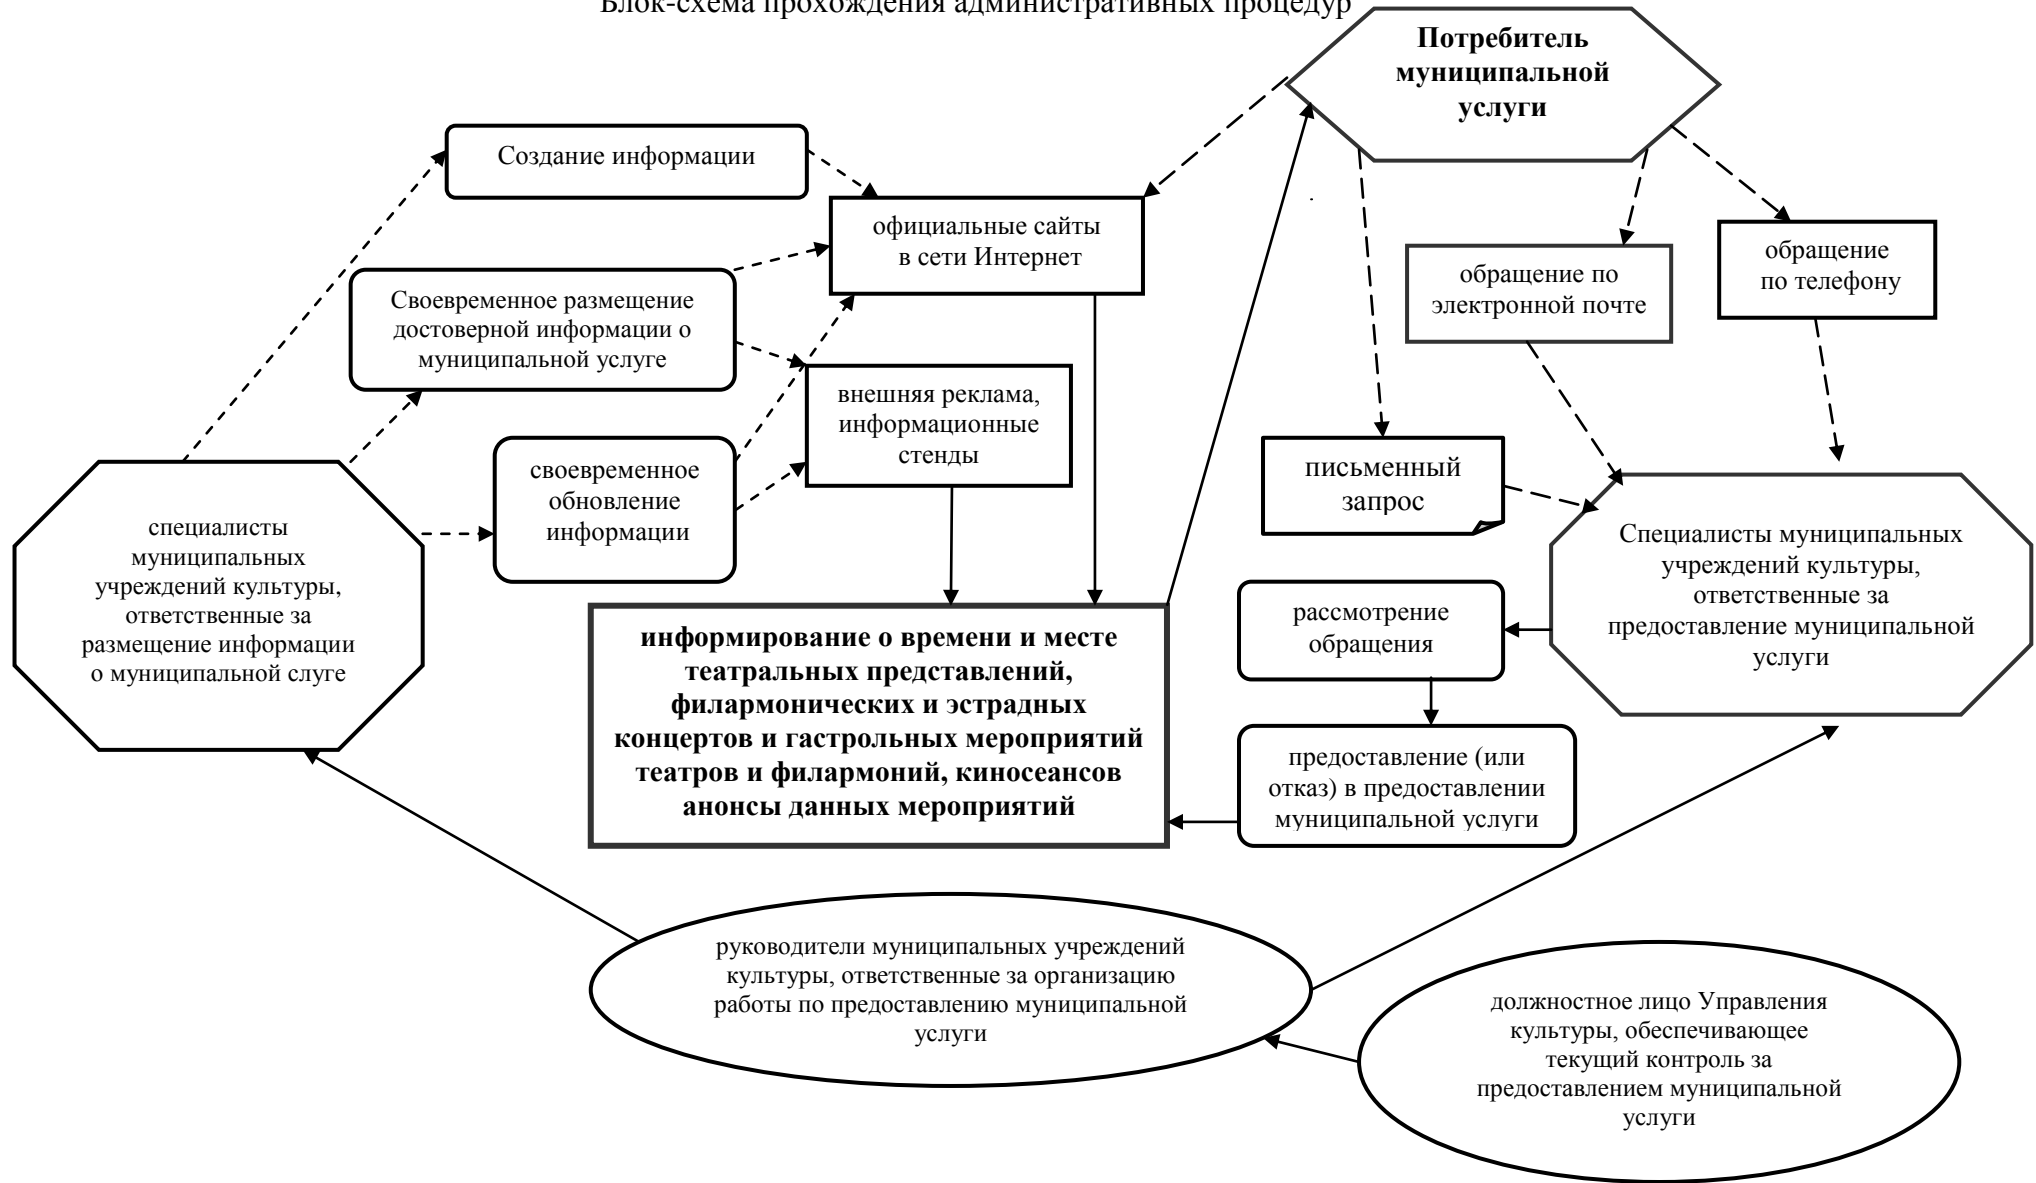 Блок-схема прохождения административных процедур
Потребитель
муниципальной
услуги
Создание информации
официальные сайты
в сети Интернет
обращение по
электронной почте
обращение
по телефону
Своевременное размещение
достоверной информации о
муниципальной услуге
внешняя реклама,
информационные
стенды
своевременное
обновление
информации
письменный
запрос
специалисты
муниципальных
учреждений культуры,
ответственные за
размещение информации
о муниципальной слуге
Специалисты муниципальных
учреждений культуры,
ответственные за
предоставление муниципальной
услуги
рассмотрение
обращения
информирование о времени и месте
театральных представлений,
филармонических и эстрадных
концертов и гастрольных мероприятий
театров и филармоний, киносеансов
анонсы данных мероприятий
предоставление (или
отказ) в предоставлении
муниципальной услуги
руководители муниципальных учреждений
культуры, ответственные за организацию
работы по предоставлению муниципальной
услуги
должностное лицо Управления
культуры, обеспечивающее
текущий контроль за
предоставлением муниципальной
услуги